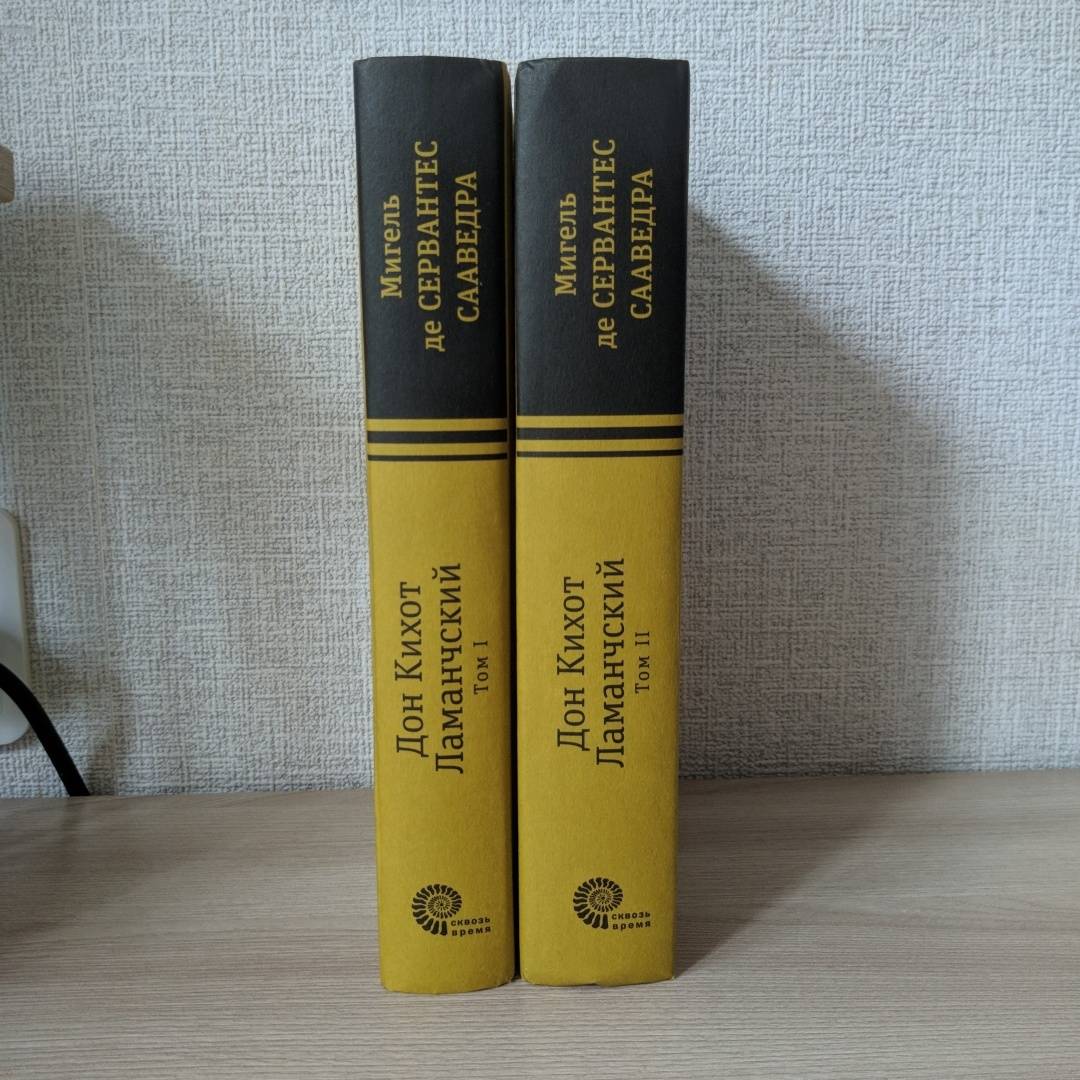 Мигель
де СЕРВАНТЕС
СААВЕДРА
Дон Кихот
Ламанчский
Том I
сквозь
время
Мигель
де СЕРВАНТЕС
СААВЕДРА
Дон Кихот
Ламанчский
Том II
сквозь
время